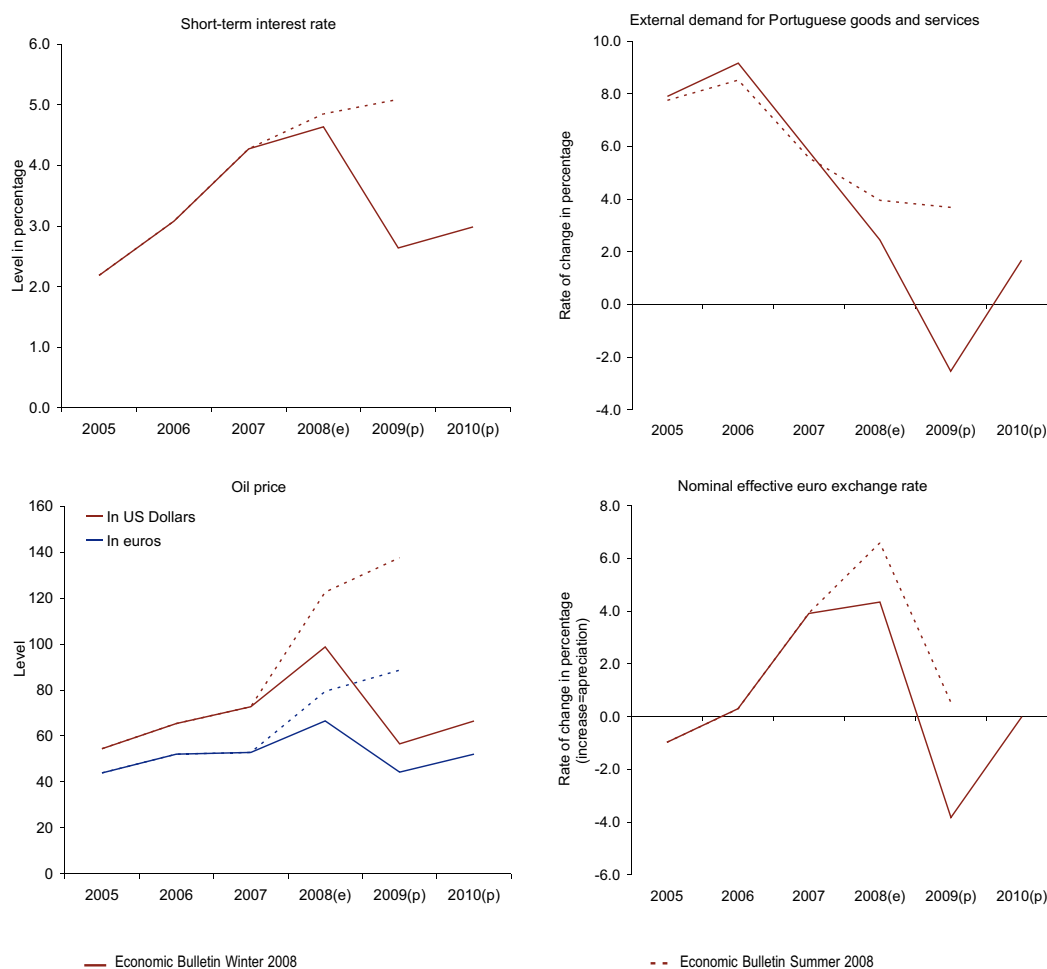 Short-term interest rate
6.0
5.0
4.0
3.0
2.0
1.0
0.0
Level in percentage
2005 2006 2007 2008(e) 2009(p) 2010(p)
External demand for Portuguese goods and services
10.0
8.0
6.0
4.0
2.0
0.0
-2.0
-4.0
Rate of change in percentage
2005 2006 2007 2008(e) 2009(p) 2010(p)
Oil price
160
140
120
100
80
60
40
20
0
Level
In US Dollars
In euros
2005 2006 2007 2008(e) 2009(p) 2010(p)
Nominal effective euro exchange rate
8.0
6.0
4.0
2.0
0.0
-2.0
-4.0
-6.0
Rate of change in percentage
(increase=apreciation)
2005 2006 2007 2008(e) 2009(p) 2010(p)
Economic Bulletin Winter 2008
Economic Bulletin Summer 2008